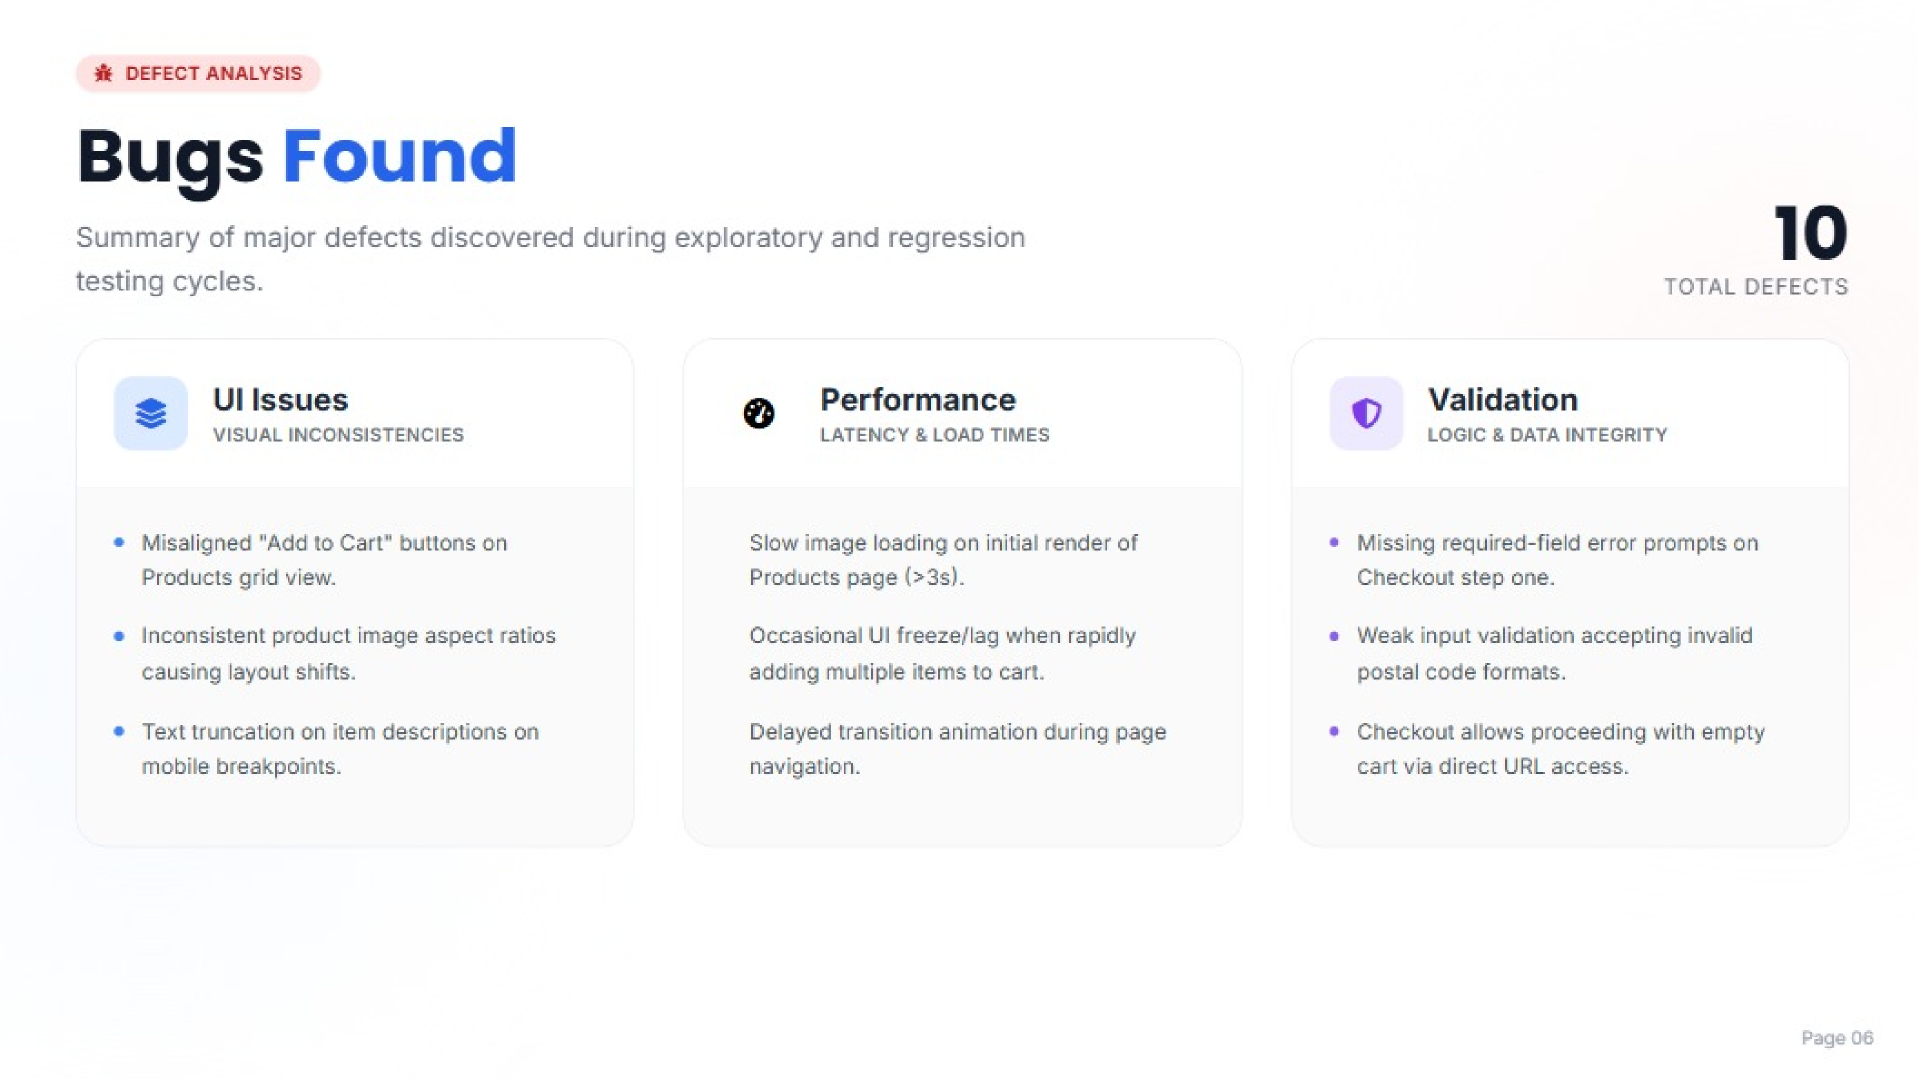 DEFECT ANALYSIS
Bugs Found
Summary of major defects discovered during exploratory and regression
testing cycles.
10
TOTAL DEFECTS
UI Issues
VISUAL INCONSISTENCIES
Misaligned "Add to Cart" buttons on
Products grid view.
Inconsistent product image aspect ratios
causing layout shifts.
Text truncation on item descriptions on
mobile breakpoints.
Performance
LATENCY & LOAD TIMES
Slow image loading on initial render of
Products page (>3s).
Occasional UI freeze/lag when rapidly
adding multiple items to cart.
Delayed transition animation during page
navigation.
Validation
LOGIC & DATA INTEGRITY
Missing required-field error prompts on
Checkout step one.
Weak input validation accepting invalid
postal code formats.
Checkout allows proceeding with empty
cart via direct URL access.
Page 06